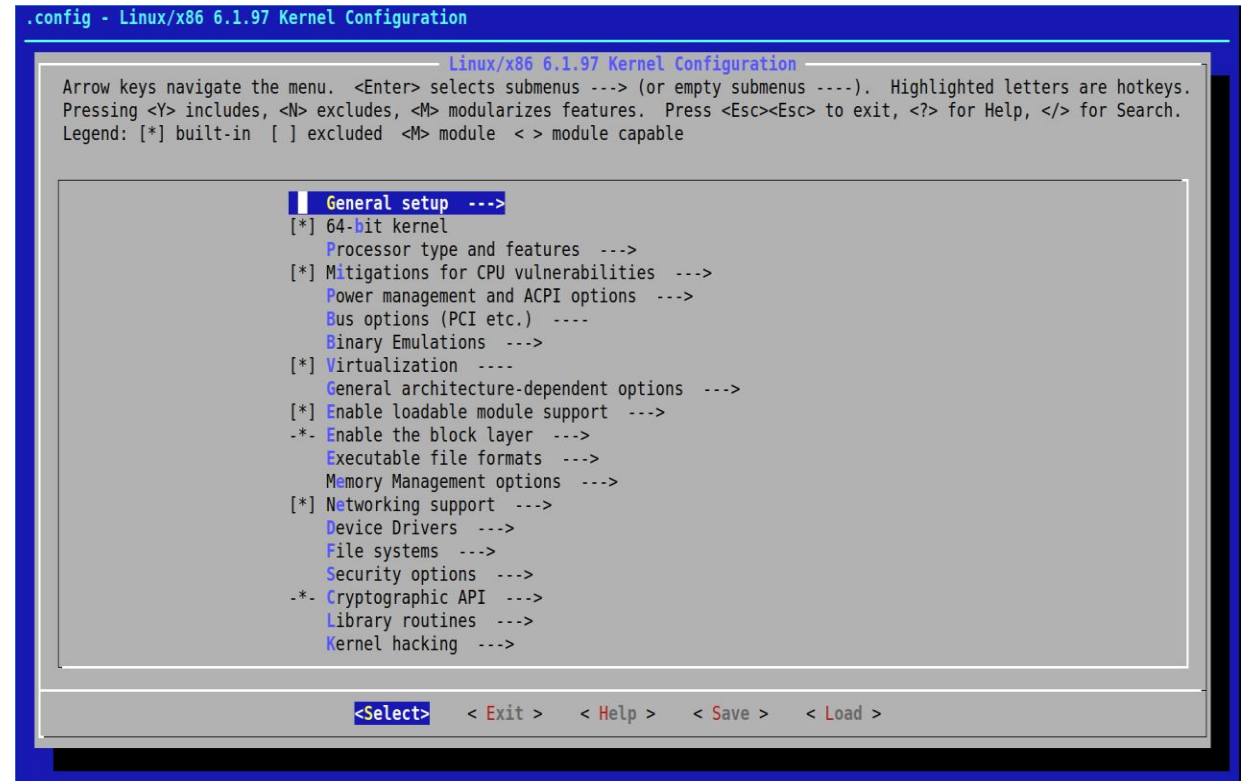 .config - Linux/x86 6.1.97 Kernel Configuration
Linux/x86 6.1.97 Kernel Configuration
Arrow keys navigate the menu.  <Enter> selects submenus ---> (or empty submenus ----).  Highlighted letters are hotkeys.
Pressing <Y> includes, <N> excludes, <M> modularizes features.  Press <Esc><Esc> to exit, <?> for Help, </> for Search.
Legend: [*] built-in  [ ] excluded  <M> module  < > module capable
General setup  --->
[*] 64-bit kernel
Processor type and features  --->
[*] Mitigations for CPU vulnerabilities  --->
Power management and ACPI options  --->
Bus options (PCI etc.)  ----
Binary Emulations  --->
[*] Virtualization  ----
General architecture-dependent options  --->
[*] Enable loadable module support  --->
-*- Enable the block layer  --->
Executable file formats  --->
Memory Management options  --->
[*] Networking support  --->
Device Drivers  --->
File systems  --->
Security options  --->
-*- Cryptographic API  --->
Library routines  --->
Kernel hacking  --->
<Select>    < Exit >    < Help >    < Save >    < Load >